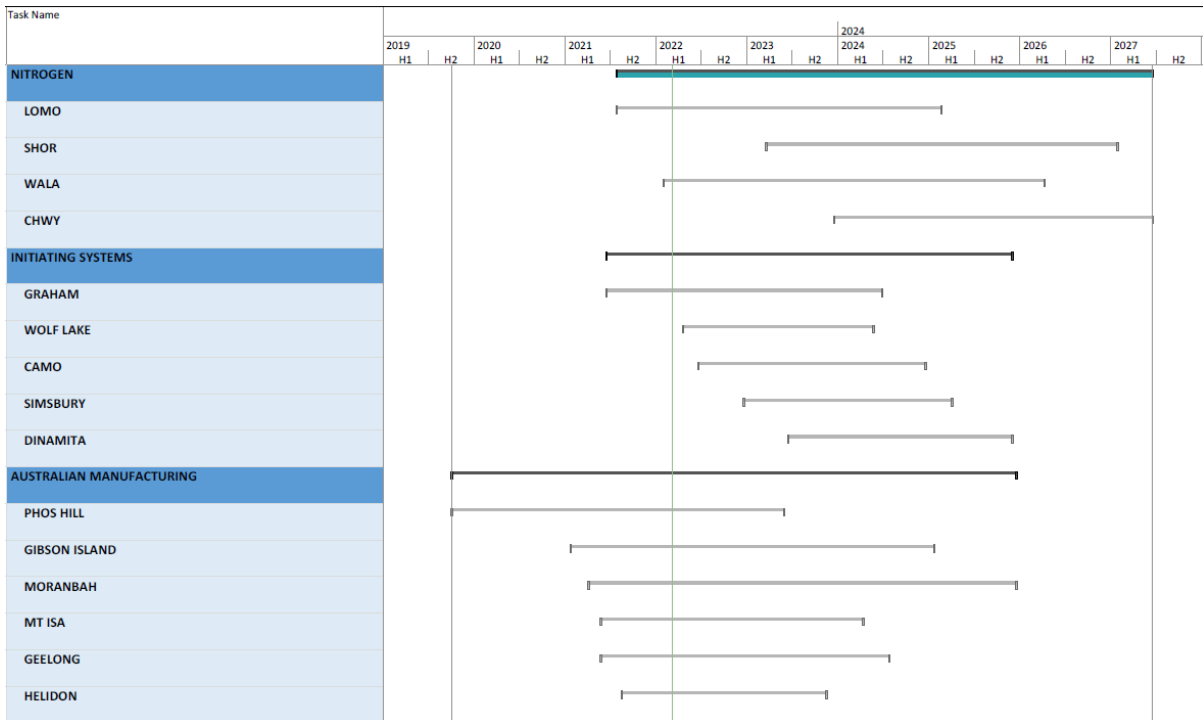 Task Name
2024
2019 2020 2021 2022 2023 2024 2025 2026 2027
H1 H2 H1 H2 H1 H2 H1 H2 H1 H2 H1 H2 H1 H2 H1 H2 H1 H2
NITROGEN
LOMO
SHOR
WALA
CHWY
INITIATING SYSTEMS
GRAHAM
WOLF LAKE
CAMO
SIMSBURY
DINAMITA
AUSTRALIAN MANUFACTURING
PHOS HILL
GIBSON ISLAND
MORANBAH
MT ISA
GEELONG
HELIDON